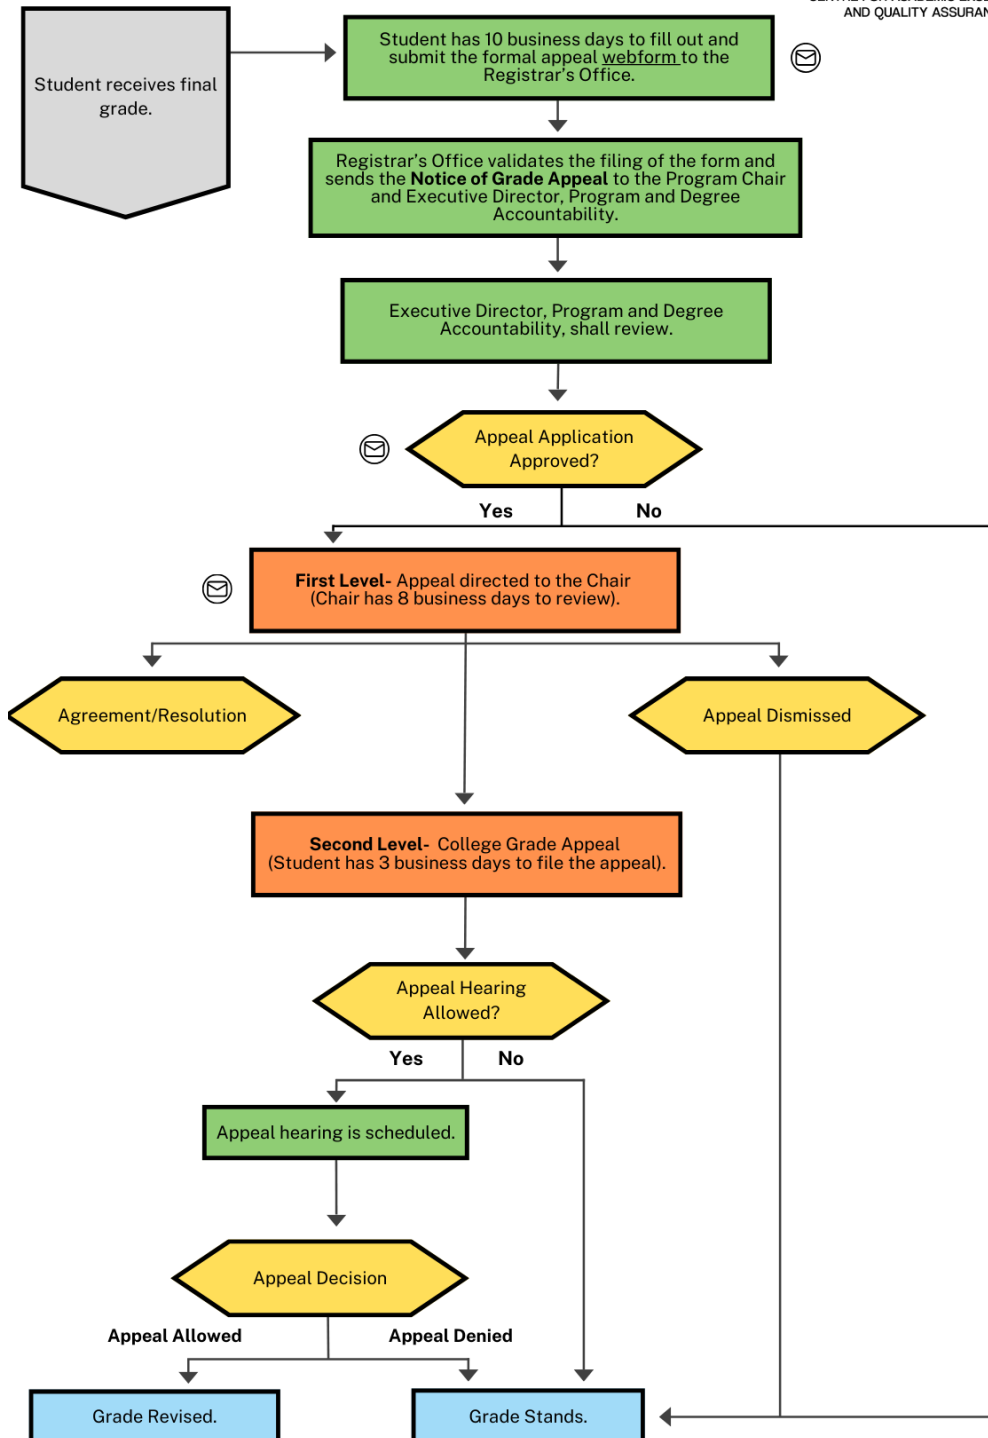 AND QUALITY ASSURAN
Student receives final
grade.
Student has 10 business days to fill out and
submit the formal appeal webform to the
Registrar's Office.
Registrar's Office validates the filing of the form and
sends the Notice of Grade Appeal to the Program Chair
and Executive Director, Program and Degree
Accountability.
Executive Director, Program and Degree
Accountability, shall review.
Appeal Application
Approved?
Yes
No
First Level- Appeal directed to the Chair
(Chair has 8 business days to review).
Agreement/Resolution
Appeal Dismissed
Second Level- College Grade Appeal
(Student has 3 business days to file the appeal).
Appeal Hearing
Allowed?
Yes
No
Appeal hearing is scheduled.
Appeal Decision
Appeal Allowed
Appeal Denied
Grade Revised.
Grade Stands.